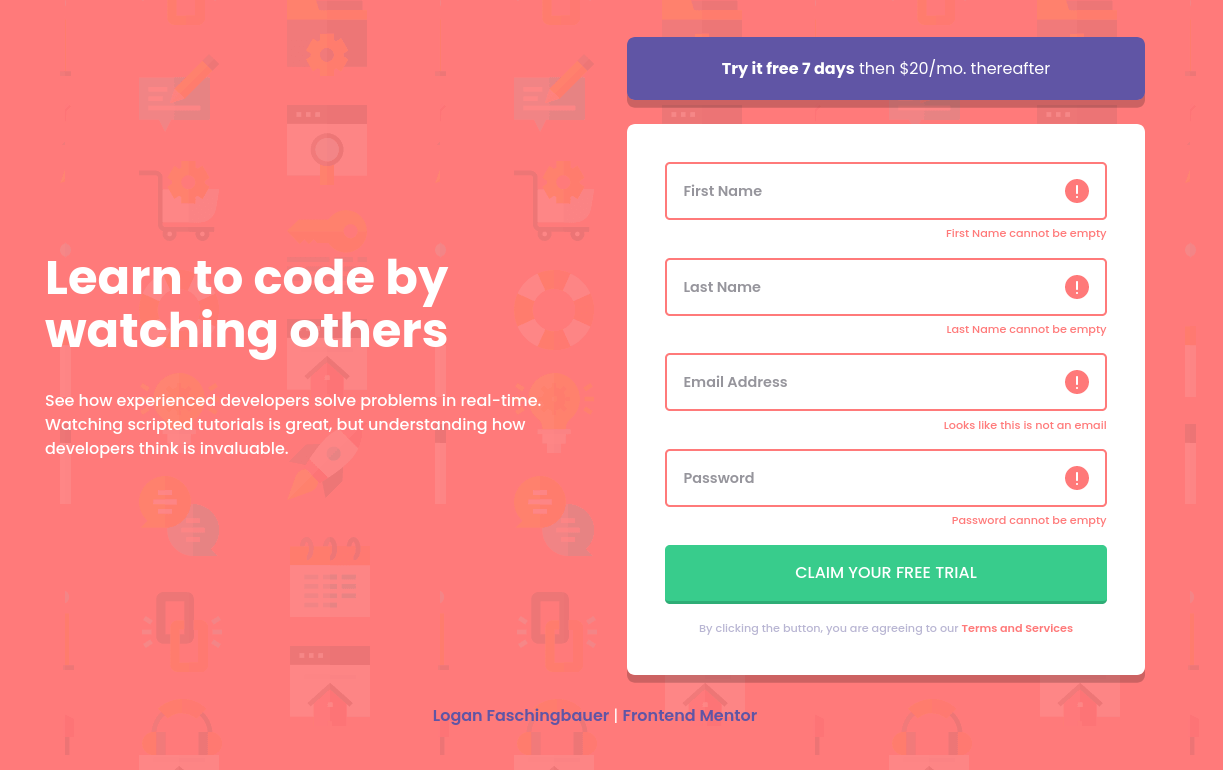 Learn to code by
watching others
See how experienced developers solve problems in real-time.
Watching scripted tutorials is great, but understanding how
developers think is invaluable.
Try it free 7 days then $20/mo. thereafter
First Name
First Name cannot be empty
Last Name
Last Name cannot be empty
Email Address
Looks like this is not an email
Password
Password cannot be empty
CLAIM YOUR FREE TRIAL
By clicking the button, you are agreeing to our Terms and Services
Logan Faschingbauer | Frontend Mentor